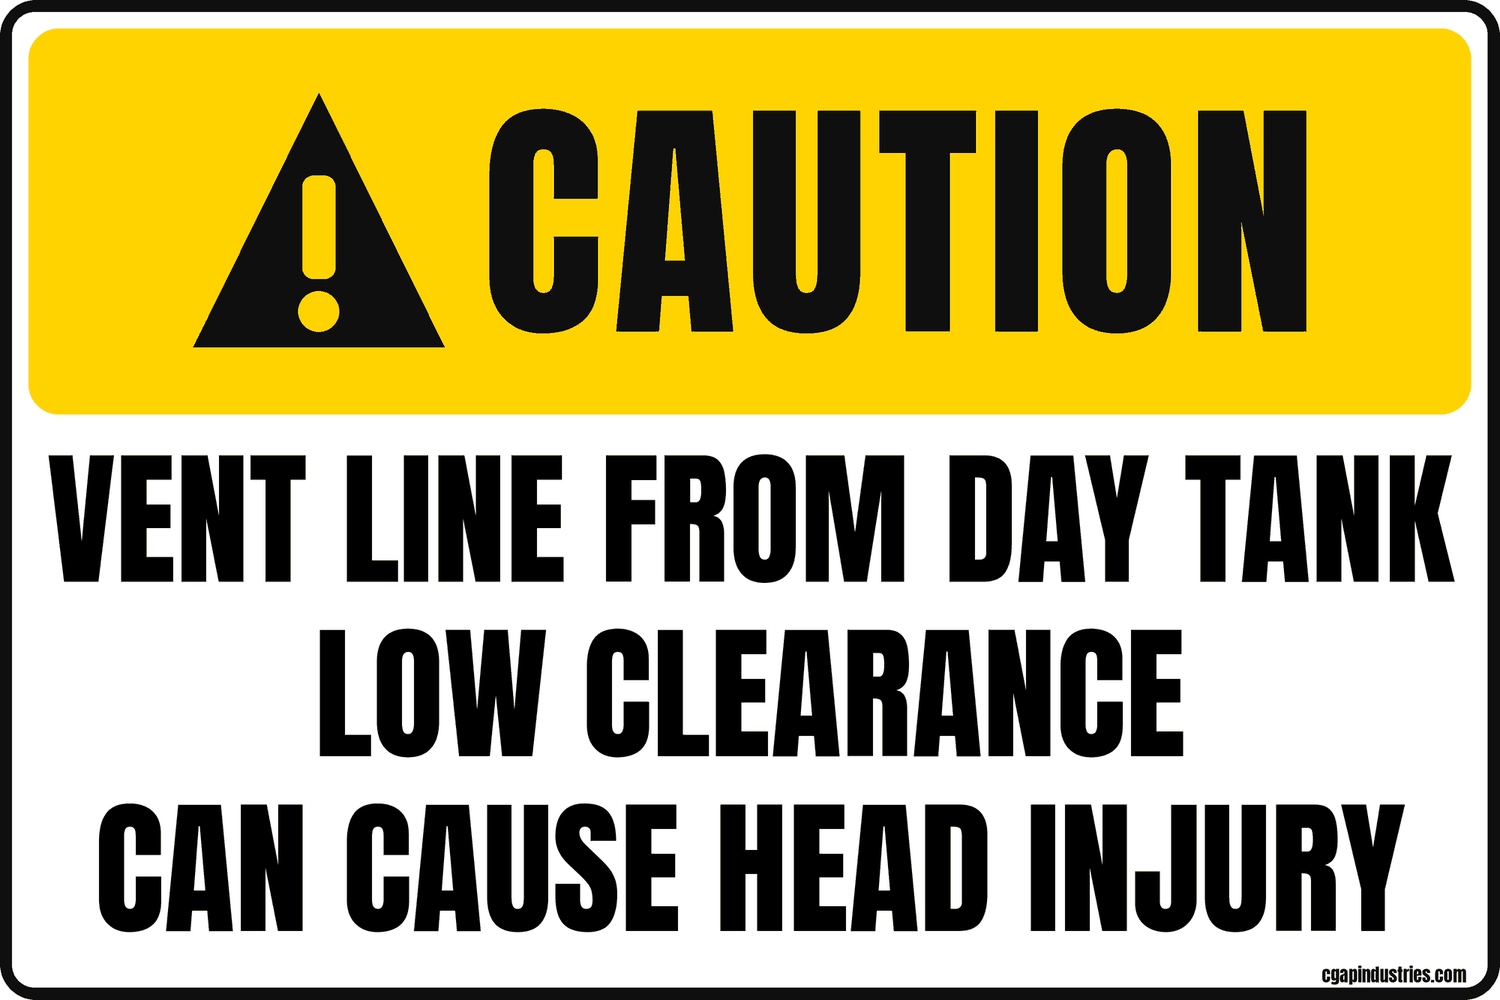 CAUTION
VENT LINE FROM DAY TANK
LOW CLEARANCE
CAN CAUSE HEAD INJURY
cgapindustries.com